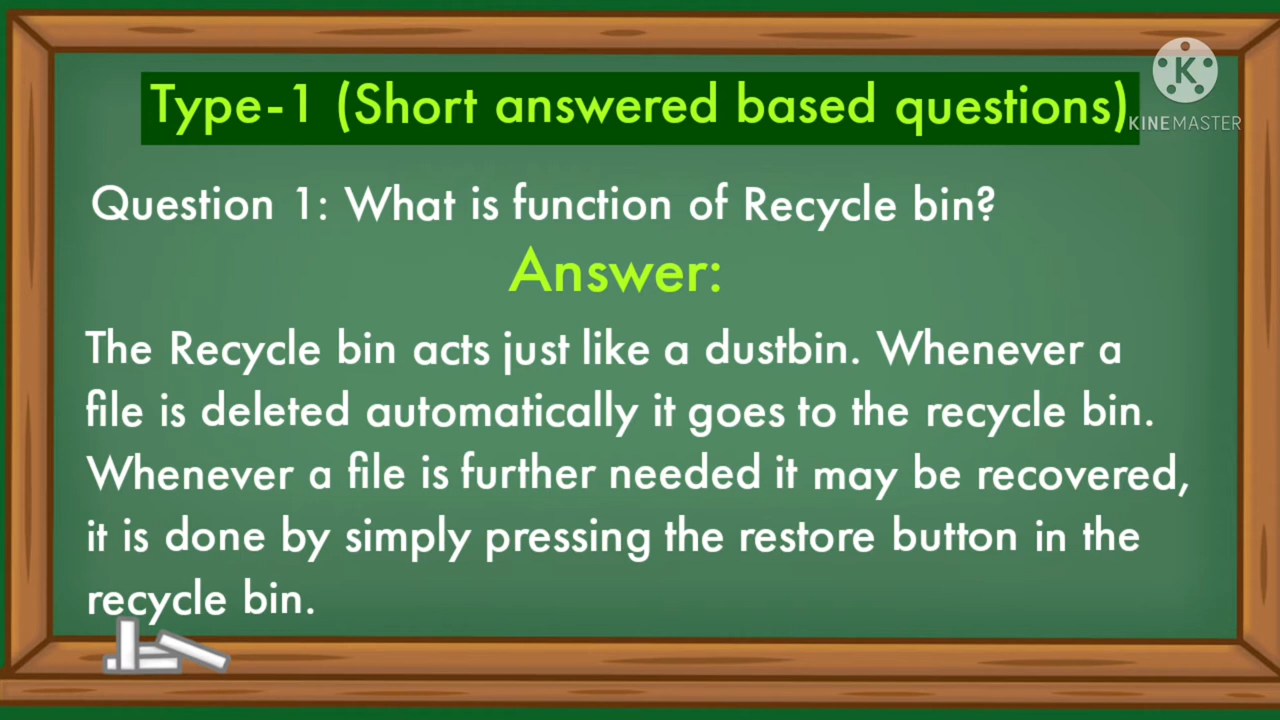 Type-1 (Short answered based questions)
KINEMASTER
Question 1: What is function of Recycle bin?
Answer:
The Recycle bin acts just like a dustbin. Whenever a
file is deleted automatically it goes to the recycle bin.
Whenever a file is further needed it may be recovered,
it is done by simply pressing the restore button in the
recycle bin.